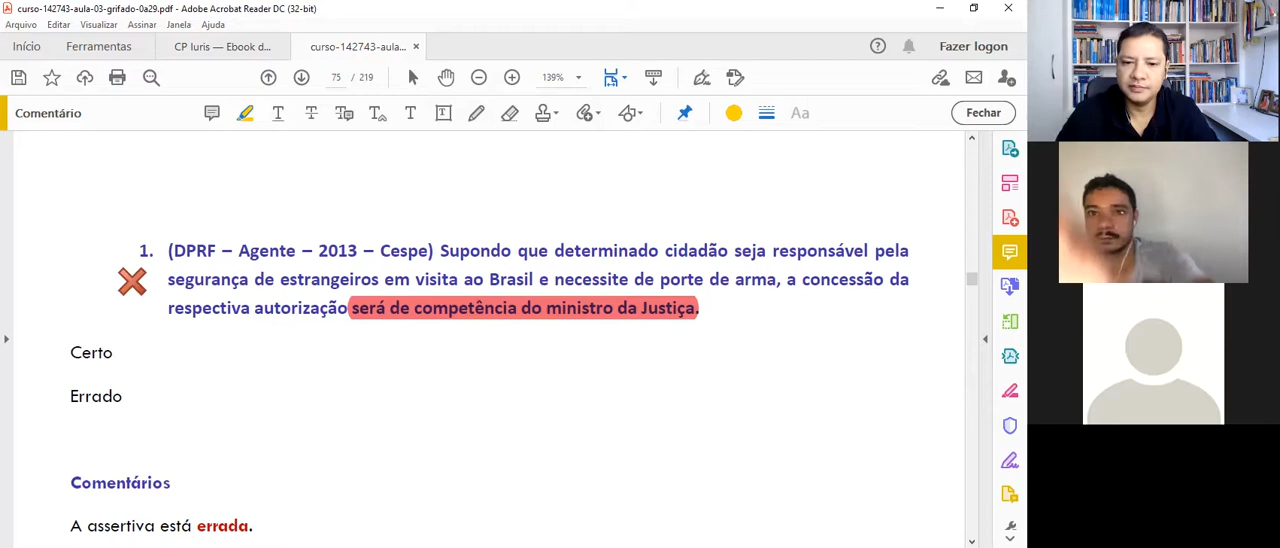 curso-142743-aula-03-grifado-0a29.pdf - Adobe Acrobat Reader DC (32-bit)
Arquivo Editar Visualizar Assinar Janela Ajuda
Início Ferramentas CP Iuris — Ebook d... curso-142743-aula... × Fazer logon
75 / 219 139%
Comentário Aa Fechar
1. (DPRF – Agente – 2013 – Cespe) Supondo que determinado cidadão seja responsável pela
segurança de estrangeiros em visita ao Brasil e necessite de porte de arma, a concessão da
respectiva autorização será de competência do ministro da Justiça.
Certo
Errado
Comentários
A assertiva está errada.